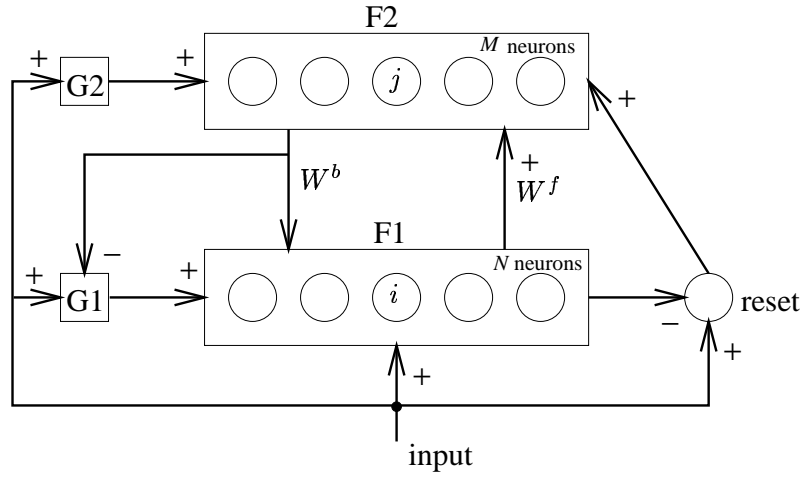 F2
M neurons
+
+
G2
j
+
+
W^b
W^f
F1
−
N neurons
+
+
G1
i
reset
−
+
+
input